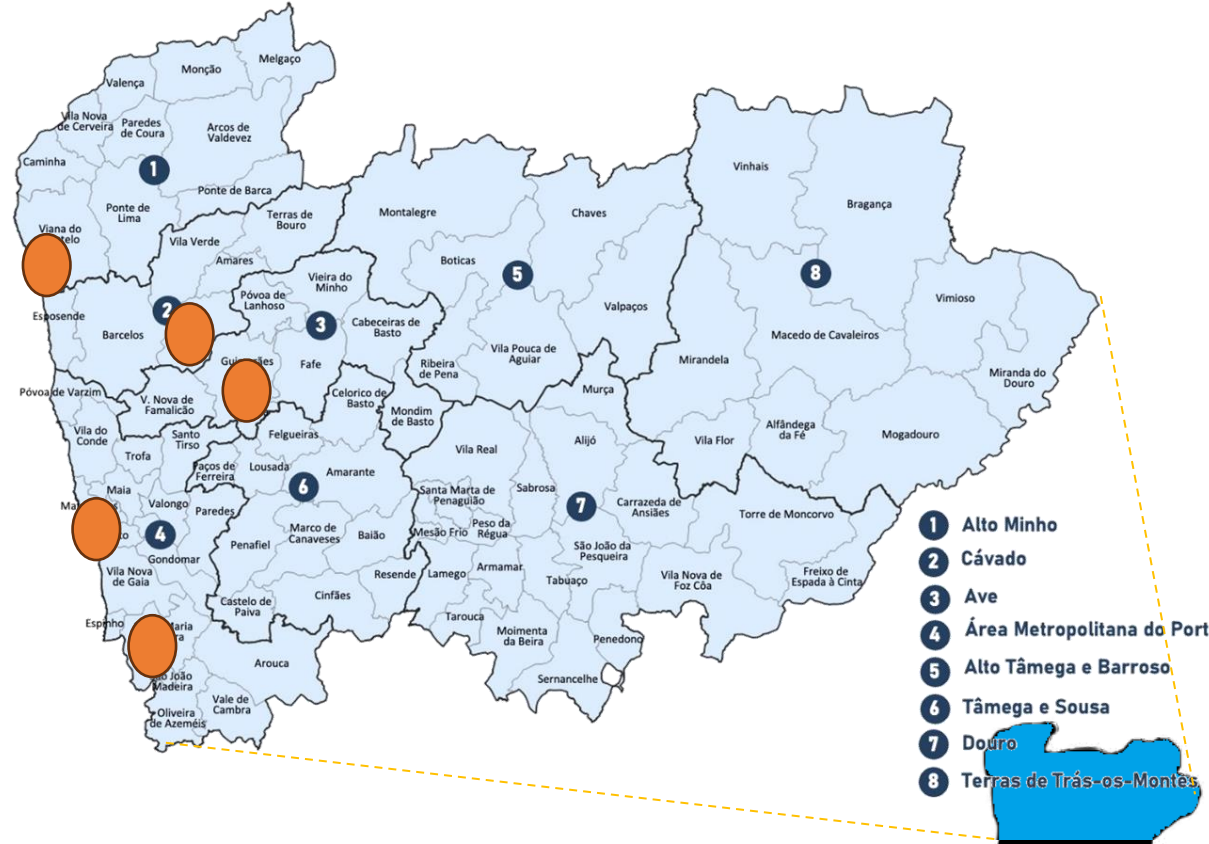 Melgaço
Monção
Valença
Vila Nova
de Cerveira
Paredes
de Coura
Arcos de
Valdevez
Caminha
1
Ponte de Barca
Ponte de
Lima
Viana do
telo
Terras de
Bouro
Vila Verde
Amares
Vieira do
Minho
Póvoa de
Lanhoso
2
3
Cabeceiras de
Basto
Esposende
Barcelos
Fafe
Montalegre
Chaves
Boticas
5
Valpaços
Vila Pouca de
Aguiar
Ribeira
de Pena
Vinhais
Bragança
8
Vimioso
Macedo de Cavaleiros
Mirandela
Miranda do
Douro
Alfândega
da Fé
Mogadouro
Vila Flor
Póvoa de Varzim
V. Nova de
Famalicão
Celorico de
Basto
Mondim
de Basto
Murça
Vila do
Conde
Santo
Tirso
Felgueiras
Trofa
Paços de
Ferreira
Lousada
Amarante
6
Vila Real
Alijó
Maia
Valongo
Paredes
Santa Marta de
Penaguião
Sabrosa
7
Carrazeda de
Ansiães
Torre de Moncorvo
4
Gondomar
Penafiel
Marco de
Canaveses
Baião
Mesão Frio
Peso da
Régua
São João da
Pesqueira
Vila Nova
de Gaia
Resende
Lamego
Armamar
Tabuaço
Vila Nova de
Foz Côa
Freixo de
Espada à Cinta
Castelo de
Paiva
Cinfães
Espinho
Tarouca
Moimenta
da Beira
Penedono
Arouca
João
Madeira
Sernancelhe
Vale de
Cambra
Oliveira
de Azeméis
1 Alto Minho
2 Cávado
3 Ave
4 Área Metropolitana do Port
5 Alto Tâmega e Barroso
6 Tâmega e Sousa
7 Douro
8 Terras de Trás-os-Montes